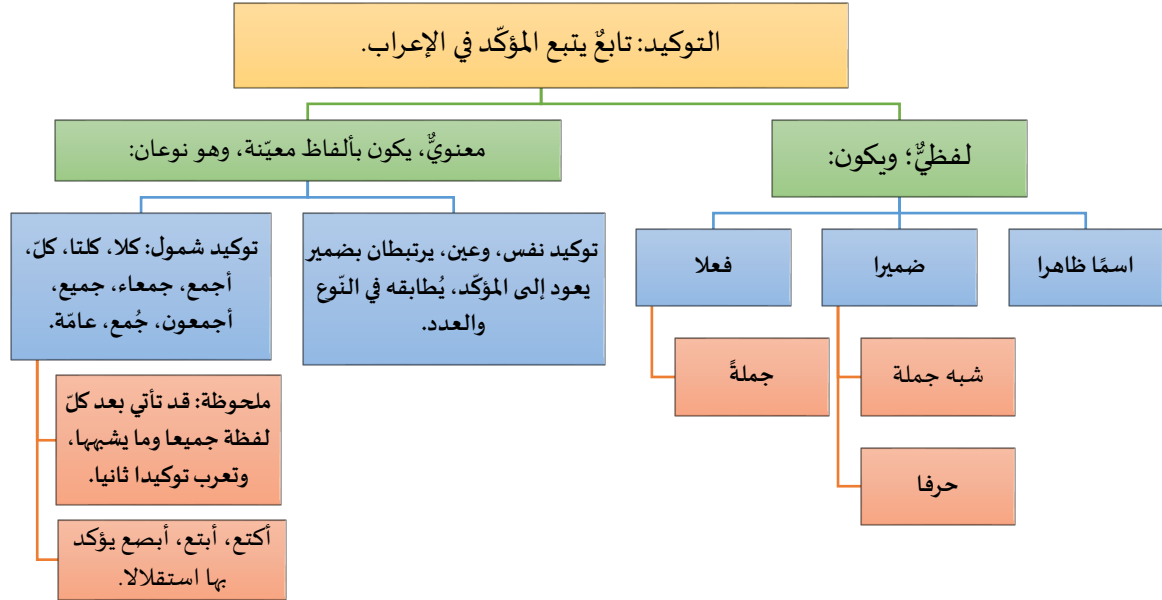 التوكيد: تابعٌ يتبع المؤكّد في الإعراب.
لفظيٌّ؛ ويكون:
اسمًا ظاهرا
ضميرا
فعلا
شبه جملة
حرفا
جملةً
معنويٌّ، يكون بألفاظ معيّنة، وهو نوعان:
توكيد نفس، وعين، يرتبطان بضمير
يعود إلى المؤكّد، يُطابقه في النّوع
والعدد.
توكيد شمول: كلا، كلتا، كلّ،
أجمع، جمعاء، جميع،
أجمعون، جُمع، عامّة.
ملحوظة: قد تأتي بعد كلّ
لفظة جميعا وما يشبهها،
وتعرب توكيدا ثانيا.
أكتع، أبتع، أبصع يؤكد
بها استقلالا.